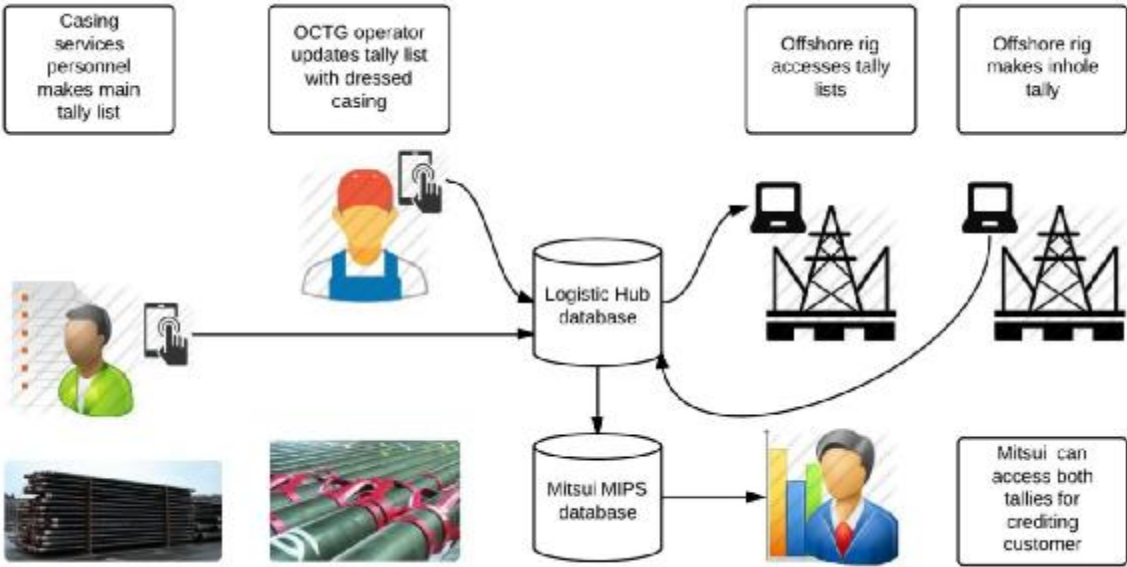 Casing
services
personnel
makes main
tally list
OCTG operator
updates tally list
with dressed
casing
Offshore rig
accesses tally
lists
Offshore rig
makes inhole
tally
Logistic Hub
database
Mitsui MIPS
database
Mitsui can
access both
tallies for
crediting
customer